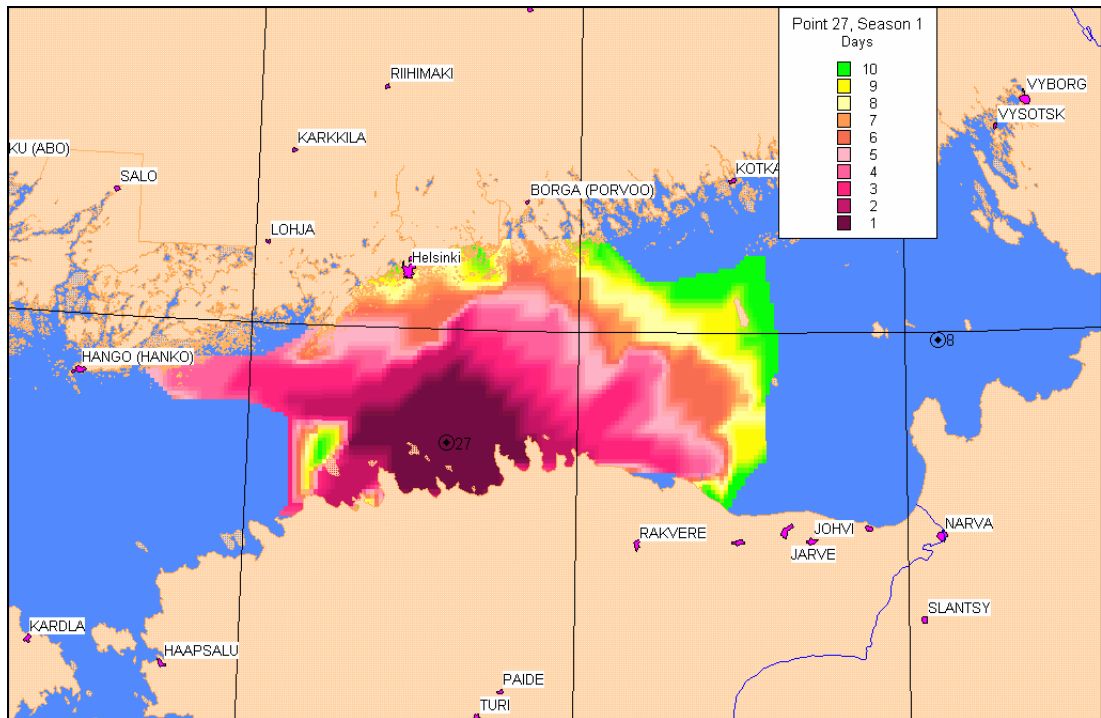 Point 27, Season 1
Days
10
9
8
7
6
5
4
3
2
1
RIIHIMAKI
VYBORG
VYSOTSK
KARKKILA
KU (ABO)
SALO
KOTKA
BORGA (PORVOO)
LOHJA
Helsinki
8
HANGO (HANKO)
27
RAKVERE
JOHVI
NARVA
JARVE
SLANTSY
KARDLA
HAAPSALU
PAIDE
TURI